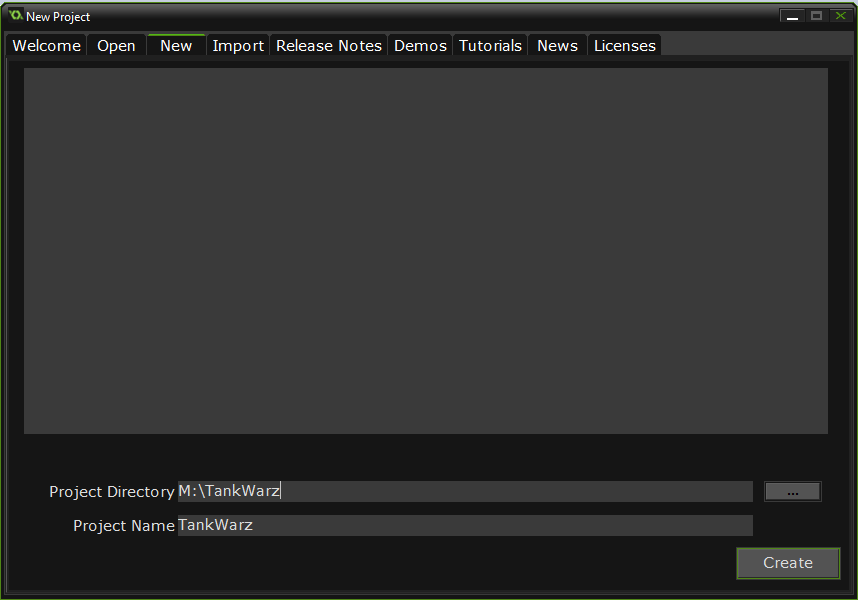 New Project
Welcome Open New Import Release Notes Demos Tutorials News Licenses
Project Directory M:\TankWarz ...
Project Name TankWarz
Create